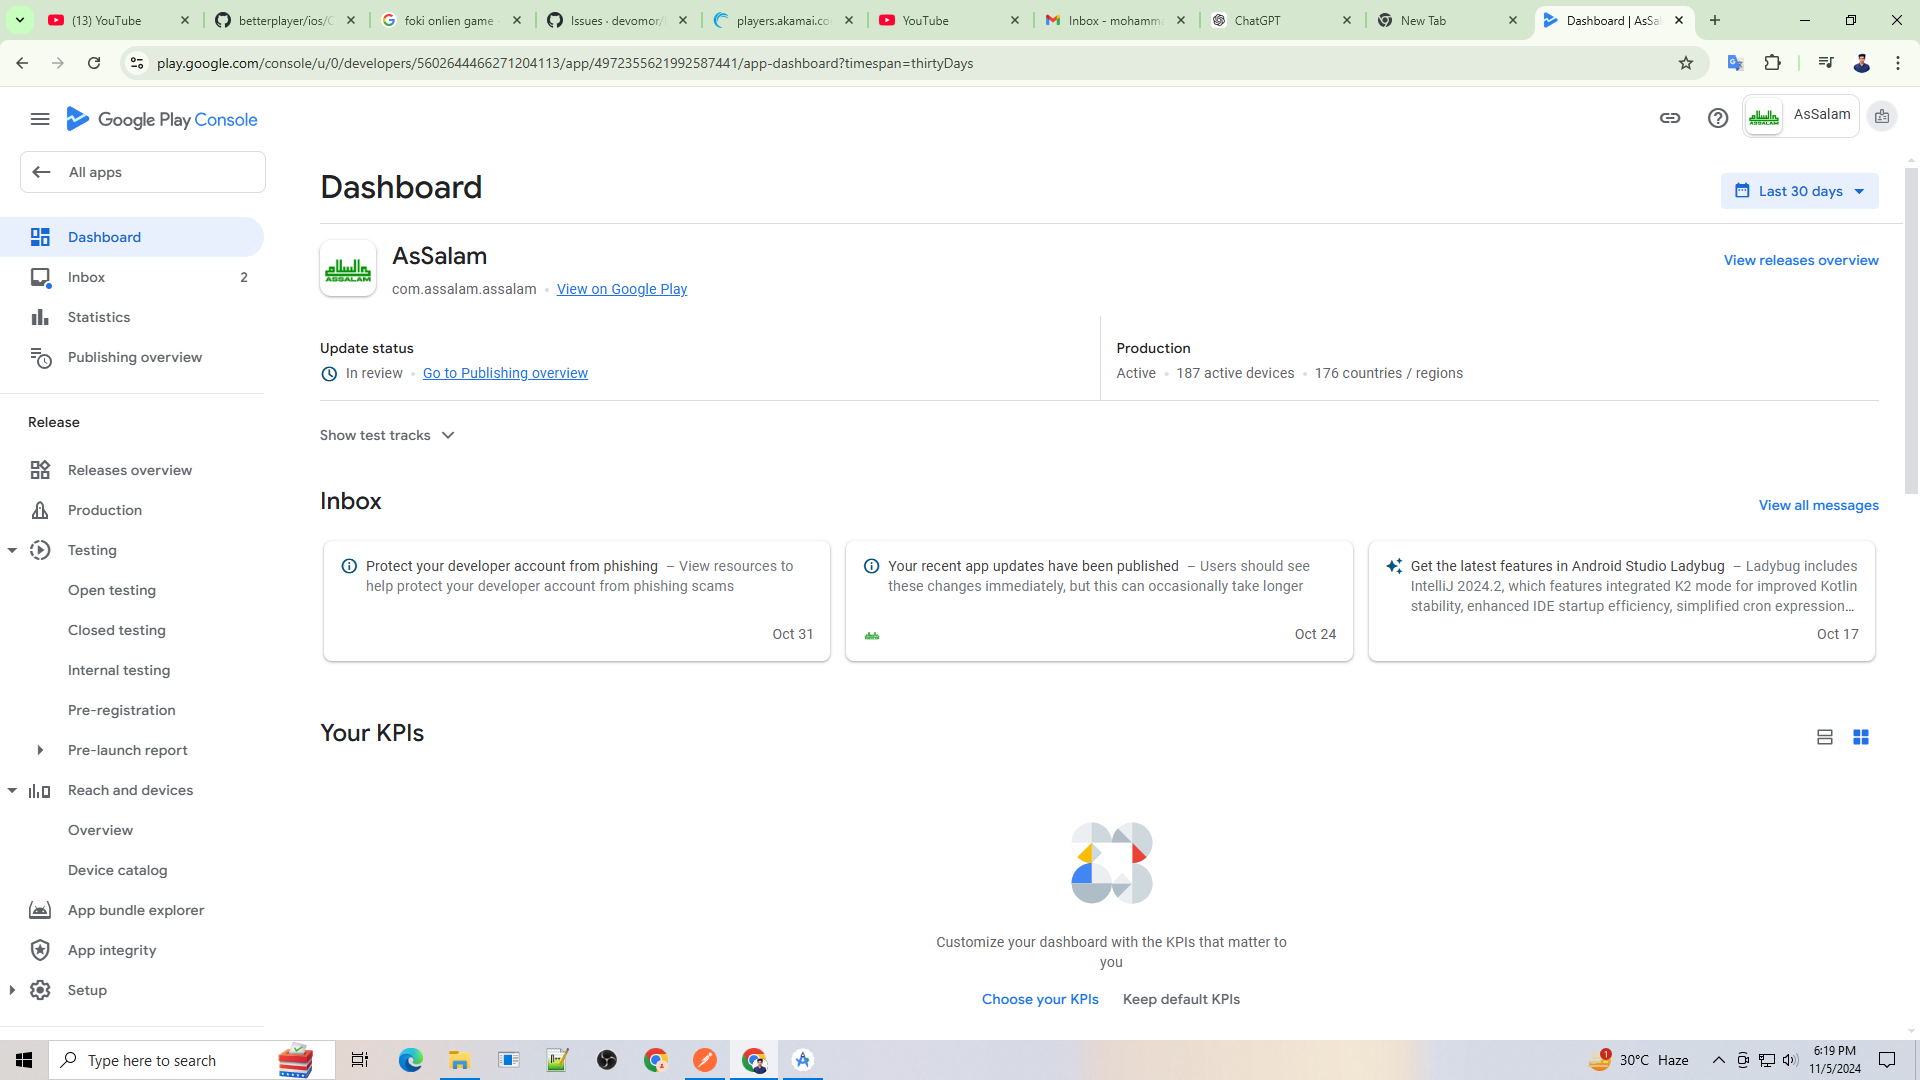 (13) YouTube
betterplayer/ios/C
foki onlien game -
Issues · devomor/
players.akamai.co
YouTube
Inbox - mohamma
ChatGPT
New Tab
Dashboard | AsSal
play.google.com/console/u/0/developers/5602644466271204113/app/4972355621992587441/app-dashboard?timespan=thirtyDays
Google Play Console
AsSalam
All apps
Dashboard
Inbox 2
Statistics
Publishing overview
Release
Releases overview
Production
Testing
Open testing
Closed testing
Internal testing
Pre-registration
Pre-launch report
Reach and devices
Overview
Device catalog
App bundle explorer
App integrity
Setup
Dashboard
Last 30 days
ASSALAM
AsSalam
com.assalam.assalam • View on Google Play
View releases overview
Update status
In review • Go to Publishing overview
Production
Active • 187 active devices • 176 countries / regions
Show test tracks
Inbox
View all messages
Protect your developer account from phishing – View resources to
help protect your developer account from phishing scams
Oct 31
Your recent app updates have been published – Users should see
these changes immediately, but this can occasionally take longer
Oct 24
Get the latest features in Android Studio Ladybug – Ladybug includes
IntelliJ 2024.2, which features integrated K2 mode for improved Kotlin
stability, enhanced IDE startup efficiency, simplified cron expression…
Oct 17
Your KPIs
Customize your dashboard with the KPIs that matter to
you
Choose your KPIs
Keep default KPIs
Type here to search
1
30°C Haze
6:19 PM
11/5/2024